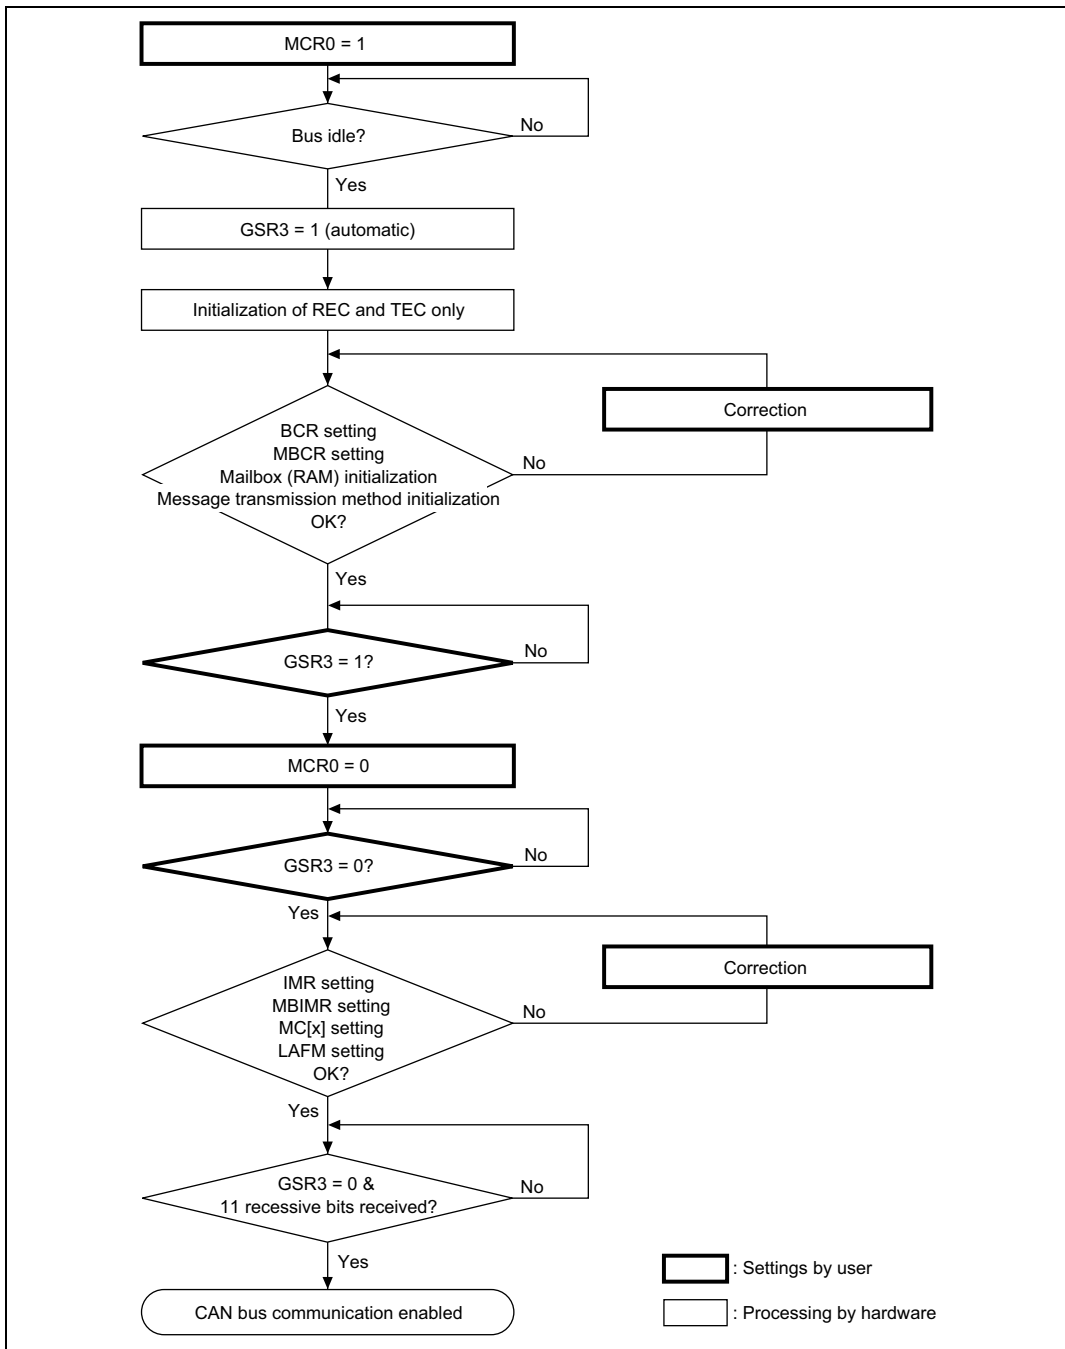 MCR0 = 1
Bus idle?
No
Yes
GSR3 = 1 (automatic)
Initialization of REC and TEC only
Correction
BCR setting
MBCR setting
Mailbox (RAM) initialization
Message transmission method initialization
OK?
No
Yes
GSR3 = 1?
No
Yes
MCR0 = 0
GSR3 = 0?
No
Yes
Correction
IMR setting
MBIMR setting
MC[x] setting
LAFM setting
OK?
No
Yes
GSR3 = 0 &
11 recessive bits received?
No
Yes
CAN bus communication enabled
: Settings by user
: Processing by hardware